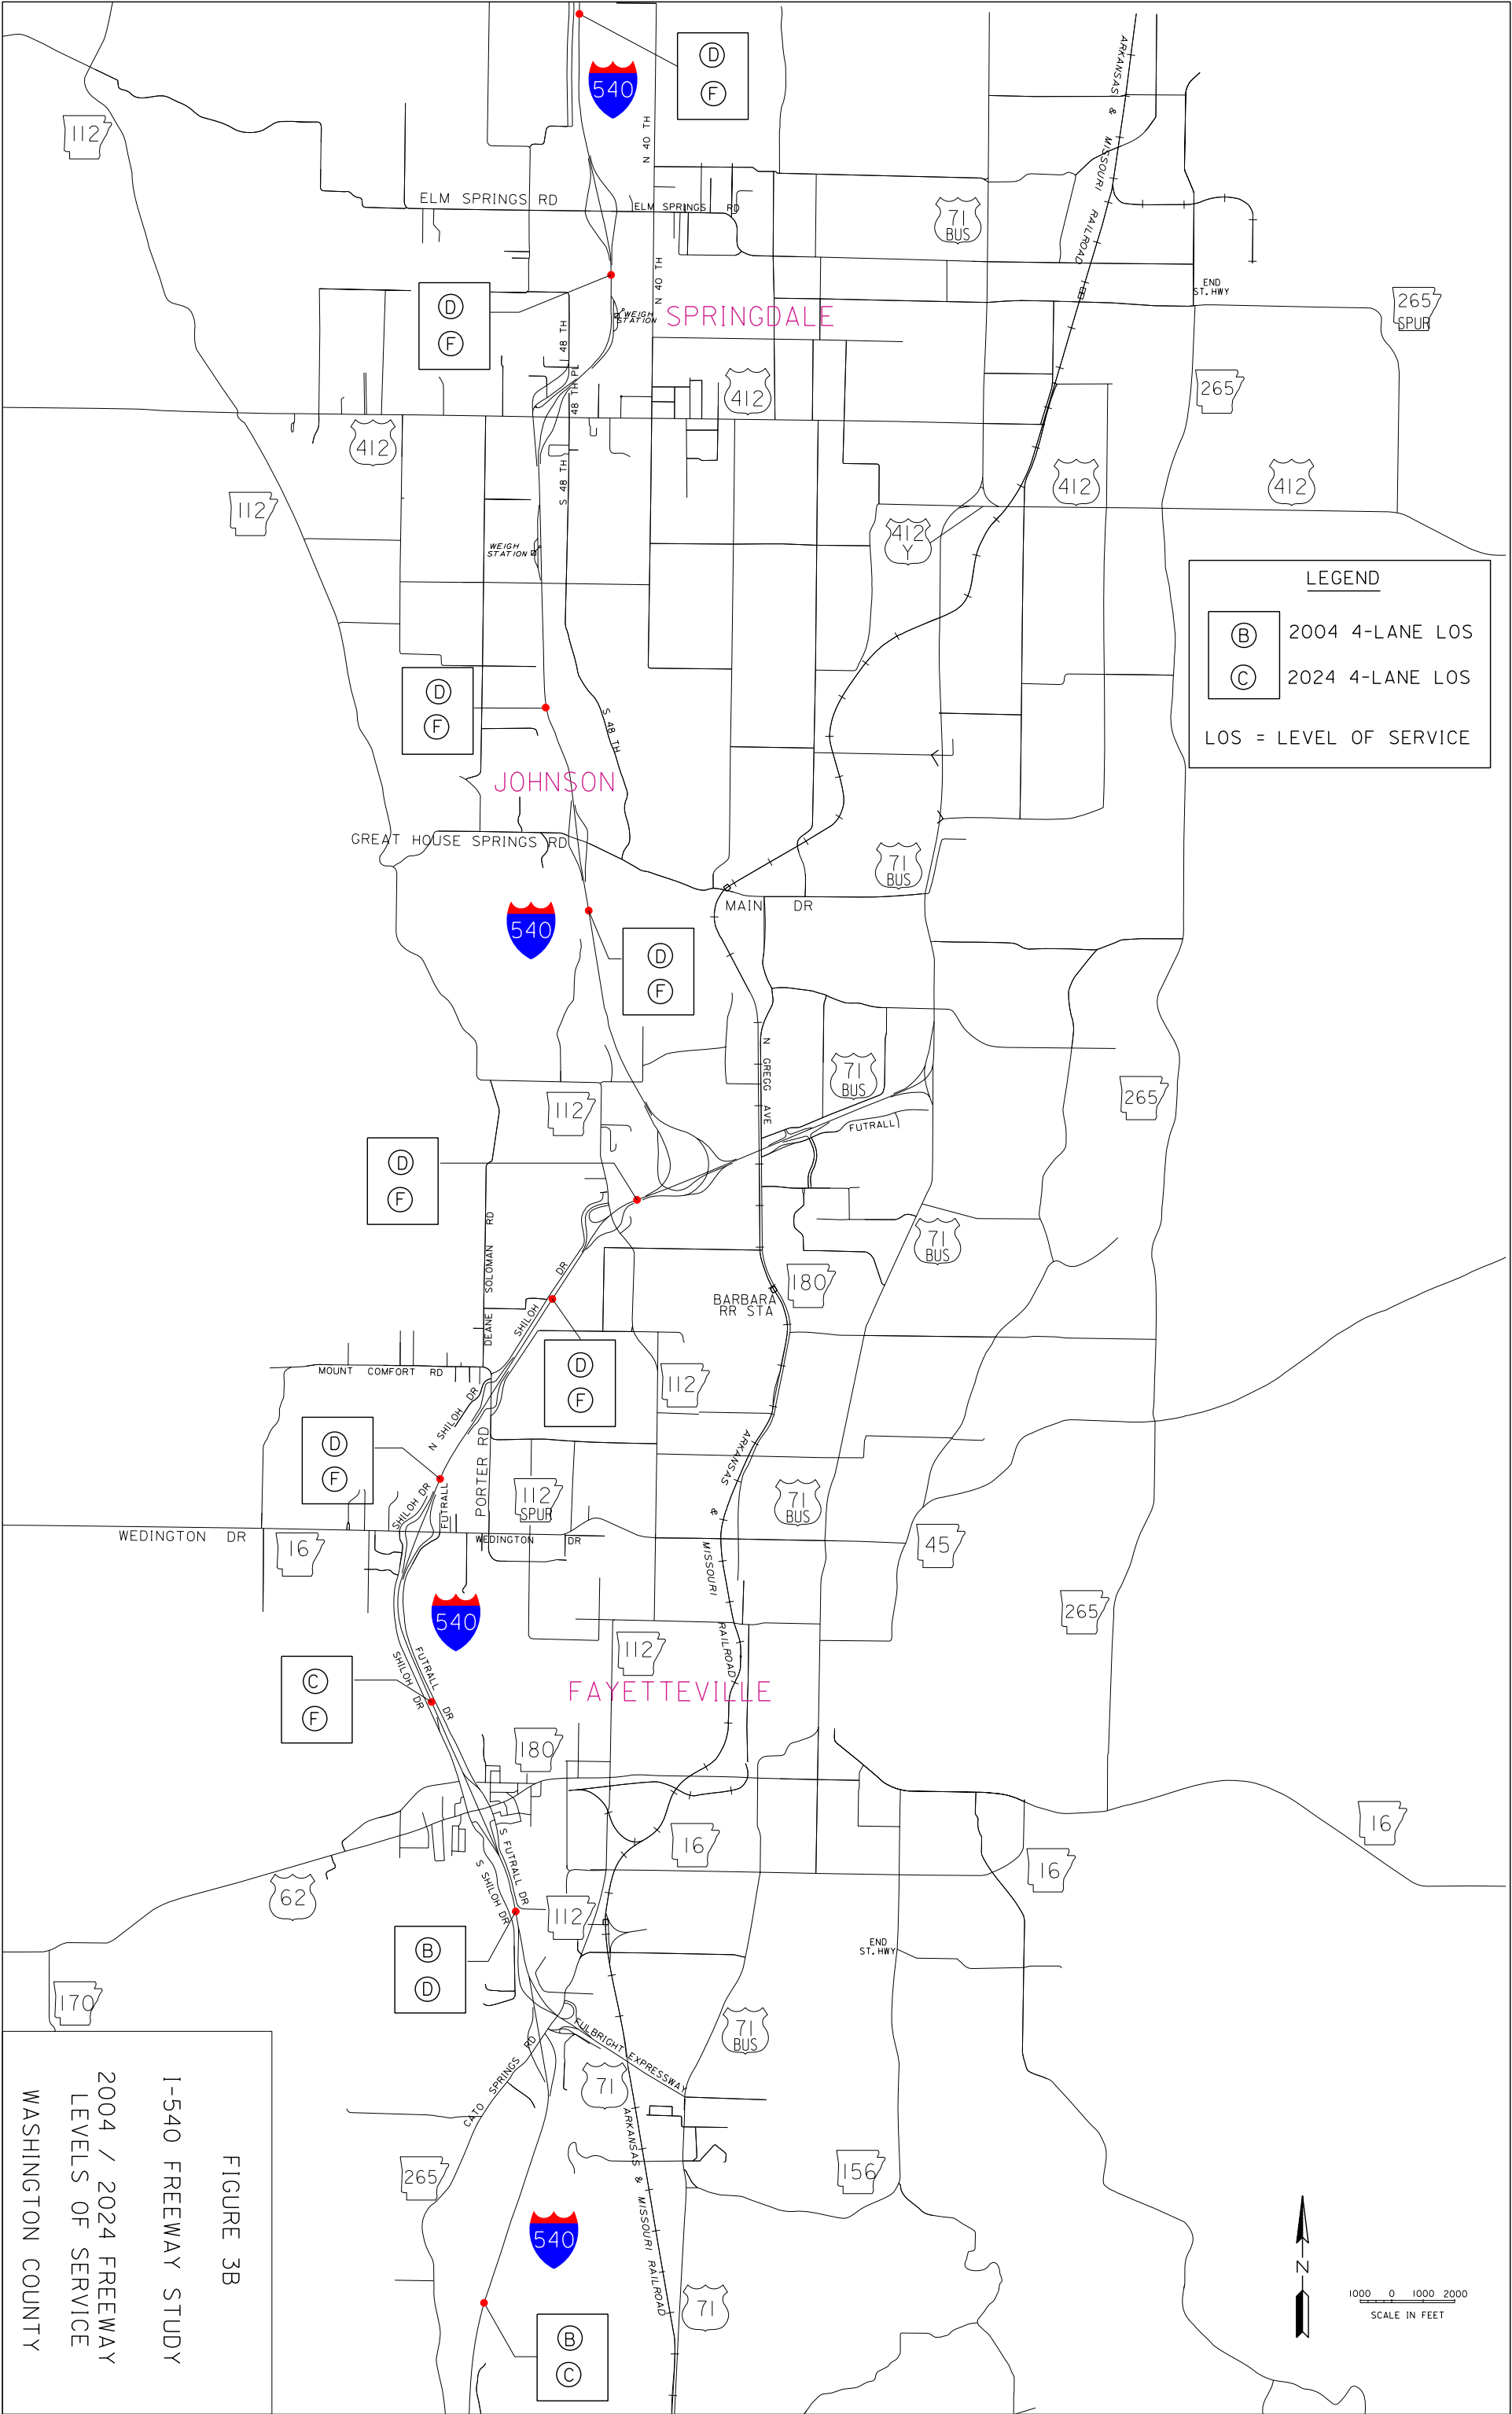 D
F
540
ARKANSAS & MISSOURI RAILROAD
112
N 40 TH
ELM SPRINGS RD
ELM SPRINGS RD
71
BUS
N 40 TH
END
ST. HWY
265
SPUR
D
F
WEIGH
STATION
SPRINGDALE
48 TH
48 TH PL
412
265
412
S 48 TH
412
412
112
412
Y
WEIGH
STATION
LEGEND
B 2004 4-LANE LOS
C 2024 4-LANE LOS
LOS = LEVEL OF SERVICE
D
F
S 48 TH
JOHNSON
GREAT HOUSE SPRINGS RD
71
BUS
MAIN DR
540
D
F
N GREGG AVE
71
BUS
265
112
FUTRALL
D
F
SOLOMAN RD
DEANE
SHILOH DR
71
BUS
180
BARBARA
RR STA
D
F
MOUNT COMFORT RD
112
N SHILOH DR
D
F
PORTER RD
ARKANSAS & MISSOURI RAILROAD
SHILOH DR
FUTRALL
112
SPUR
71
BUS
WEDINGTON DR
WEDINGTON DR
16
45
540
265
112
FUTRALL DR
SHILOH DR
C
F
FAYETTEVILLE
180
16
16
16
S FUTRALL DR
S SHILOH DR
62
112
B
D
END
ST. HWY
170
71
BUS
FULBRIGHT EXPRESSWAY
CATO SPRINGS RD
71
ARKANSAS & MISSOURI RAILROAD
265
156
540
71
B
C
N
1000 0 1000 2000
SCALE IN FEET
FIGURE 3B
I-540 FREEWAY STUDY
2004 / 2024 FREEWAY
LEVELS OF SERVICE
WASHINGTON COUNTY